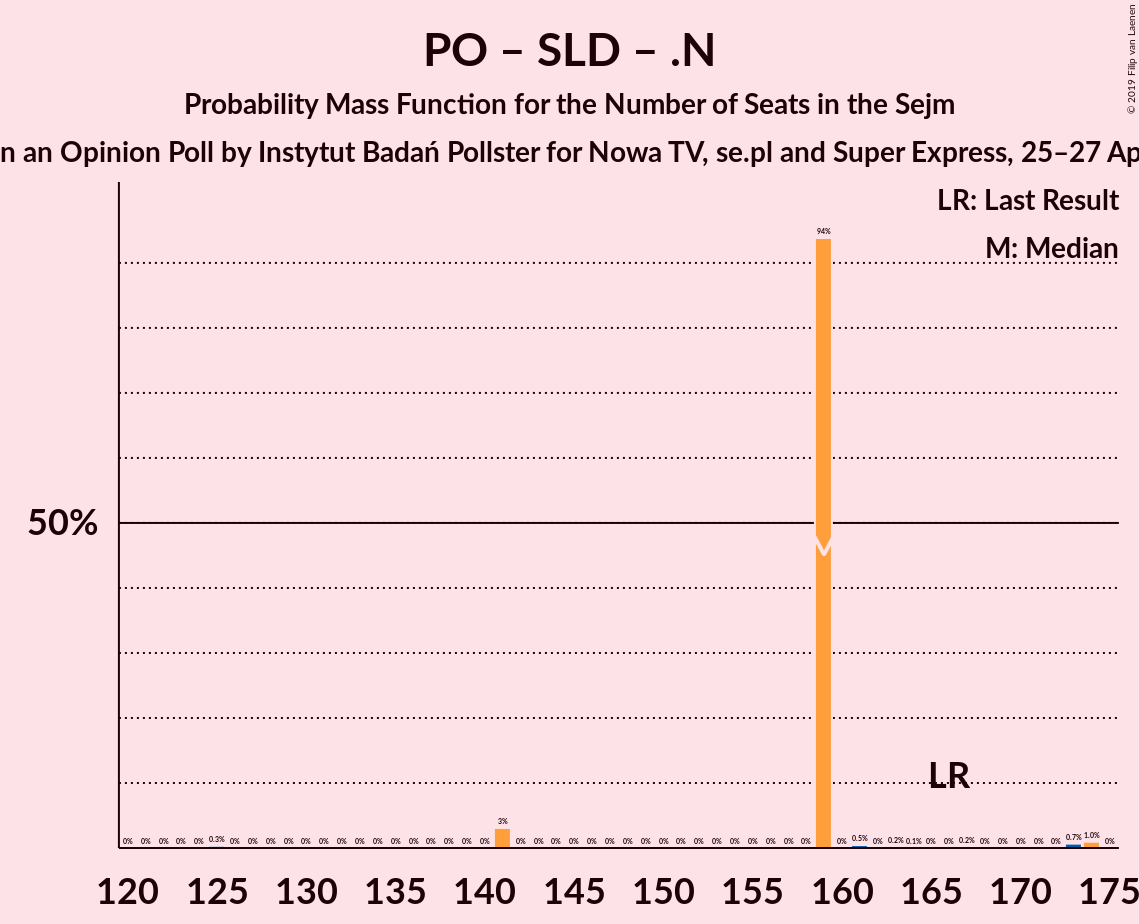 PO – SLD – .N
Probability Mass Function for the Number of Seats in the Sejm
n an Opinion Poll by Instytut Badań Pollster for Nowa TV, se.pl and Super Express, 25–27 Ap
© 2019 Filip van Laenen
LR: Last Result
M: Median
94%
50%
LR
3%
0% 0% 0% 0% 0% 0.3% 0% 0% 0% 0% 0% 0% 0% 0% 0% 0% 0% 0% 0% 0% 0% 0% 0% 0% 0% 0% 0% 0% 0% 0% 0% 0% 0% 0% 0% 0% 0% 0% 0% 0.5% 0% 0.2% 0.1% 0% 0% 0.2% 0% 0% 0% 0% 0% 0.7% 1.0% 0%
120 125 130 135 140 145 150 155 160 165 170 175